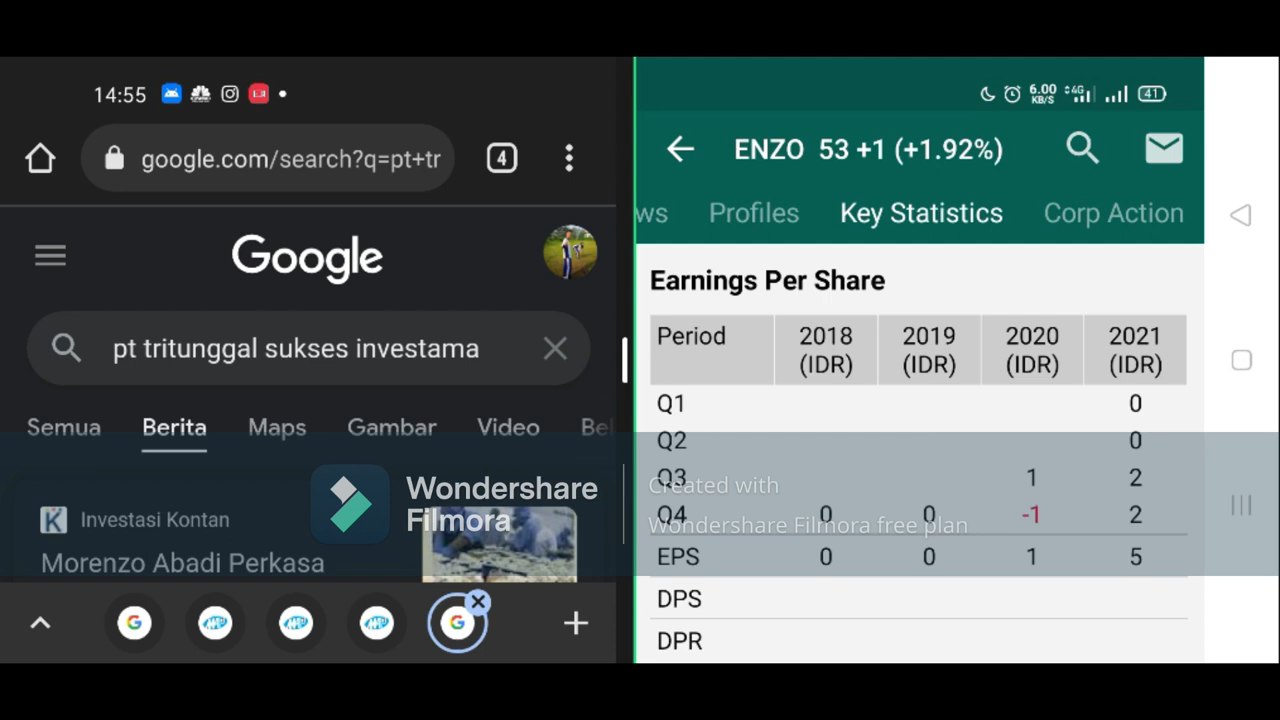 14:55
google.com/search?q=pt+tr
4
Google
pt tritunggal sukses investama
Semua Berita Maps Gambar Video Bel
Investasi Kontan
Morenzo Abadi Perkasa
Wondershare
Filmora
Created with
Wondershare Filmora free plan
6.00 KB/S 4G 41
ENZO 53 +1 (+1.92%)
ws Profiles Key Statistics Corp Action
Earnings Per Share
Period 2018 (IDR) 2019 (IDR) 2020 (IDR) 2021 (IDR)
Q1 0
Q2 0
Q3 1 2
Q4 0 0 -1 2
EPS 0 0 1 5
DPS
DPR